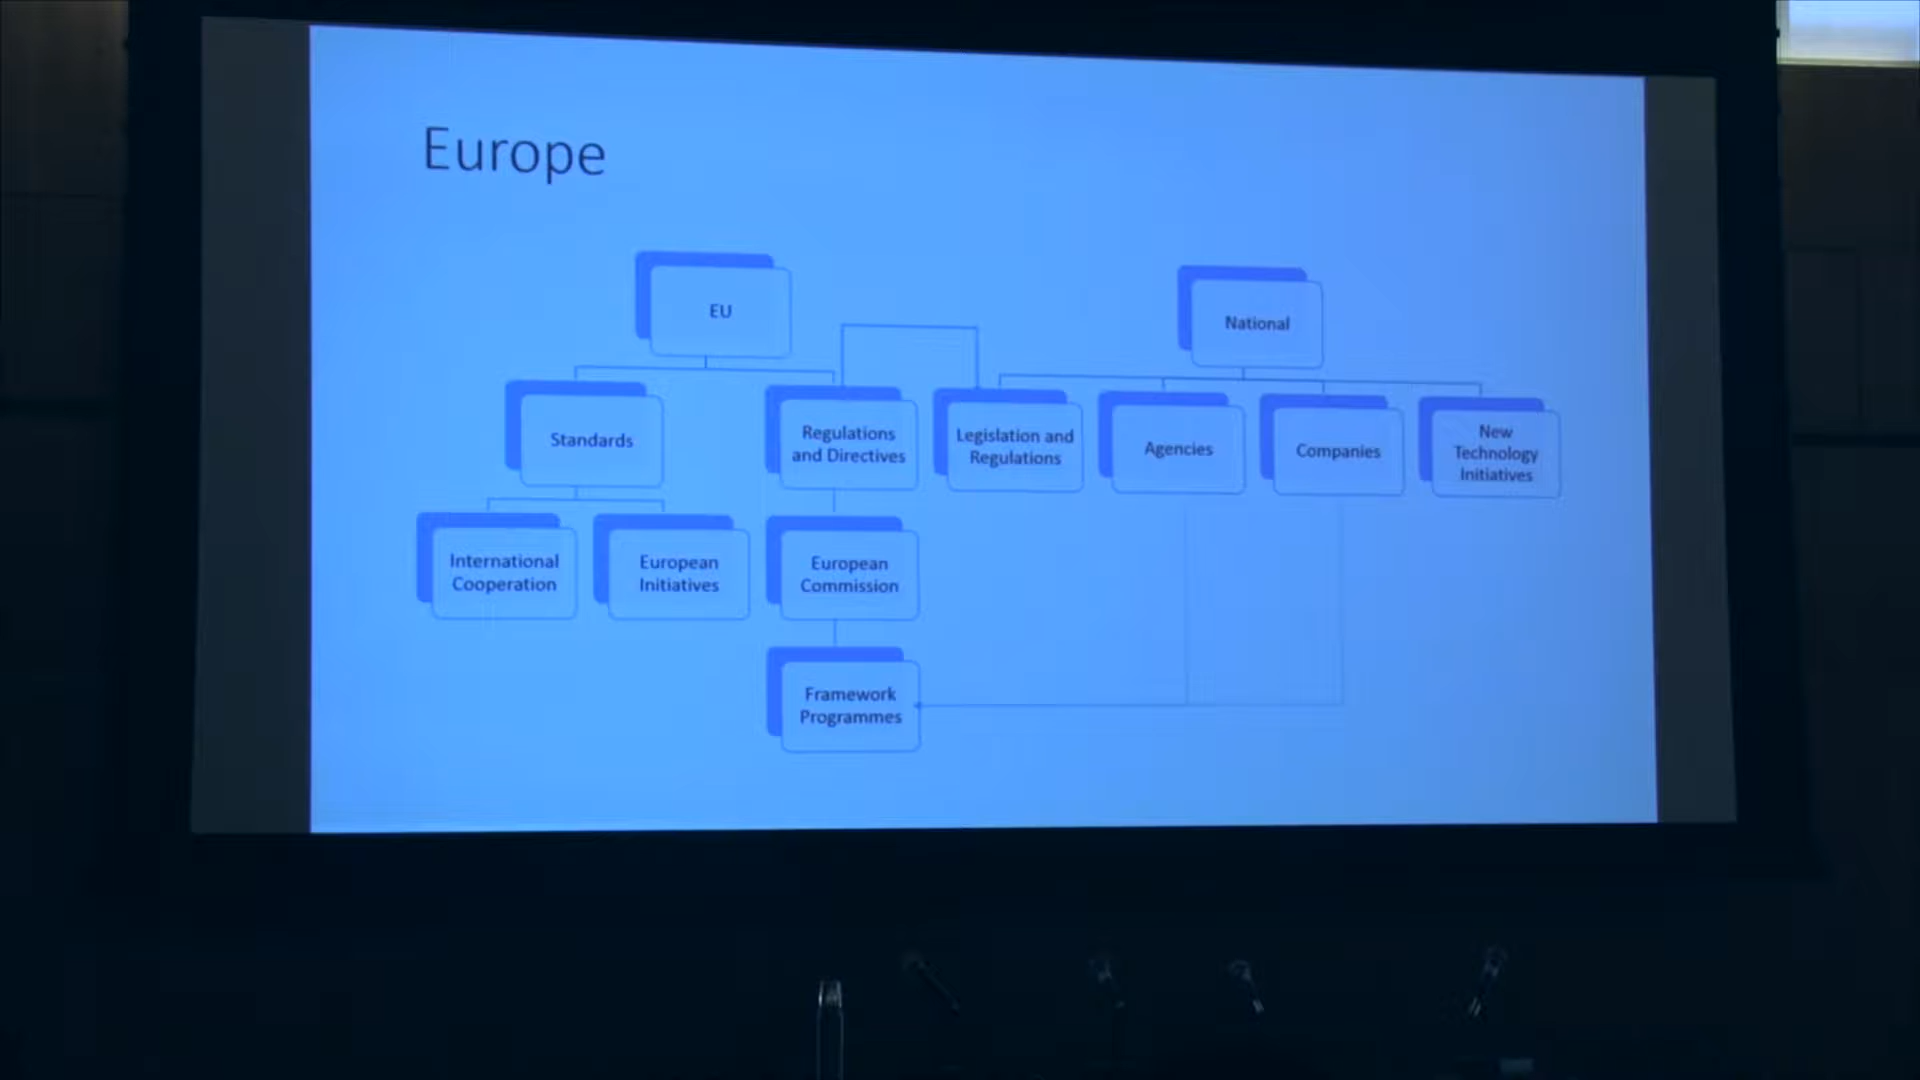 Europe
EU
National
Standards
Regulations
and Directives
Legislation and
Regulations
Agencies
Companies
New
Technology
Initiatives
International
Cooperation
European
Initiatives
European
Commission
Framework
Programmes